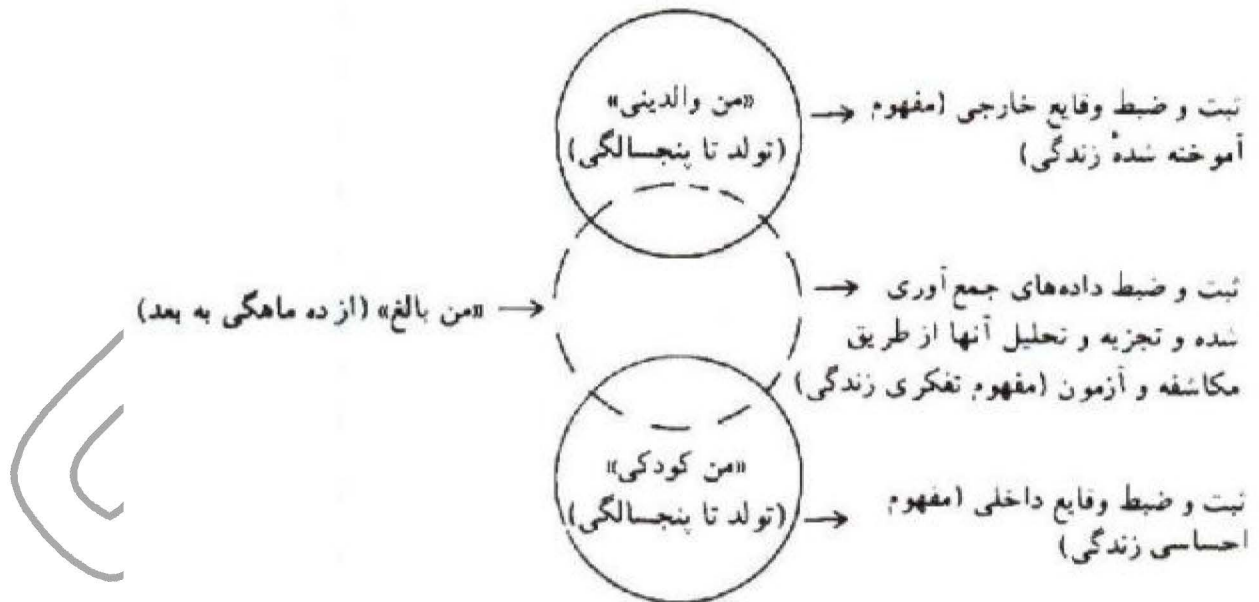 «من والدینی»
(تولد تا پنجسالگی)
ثبت و ضبط وقایع خارجی (مفهوم
آموخته شدهٔ زندگی)
«من بالغ» (از ده ماهگی به بعد)
ثبت و ضبط داده‌های جمع‌آوری
شده و تجزیه و تحلیل آنها از طریق
مکاشفه و آزمون (مفهوم تفکری زندگی)
«من کودکی»
(تولد تا پنجسالگی)
ثبت و ضبط وقایع داخلی (مفهوم
احساسی زندگی)